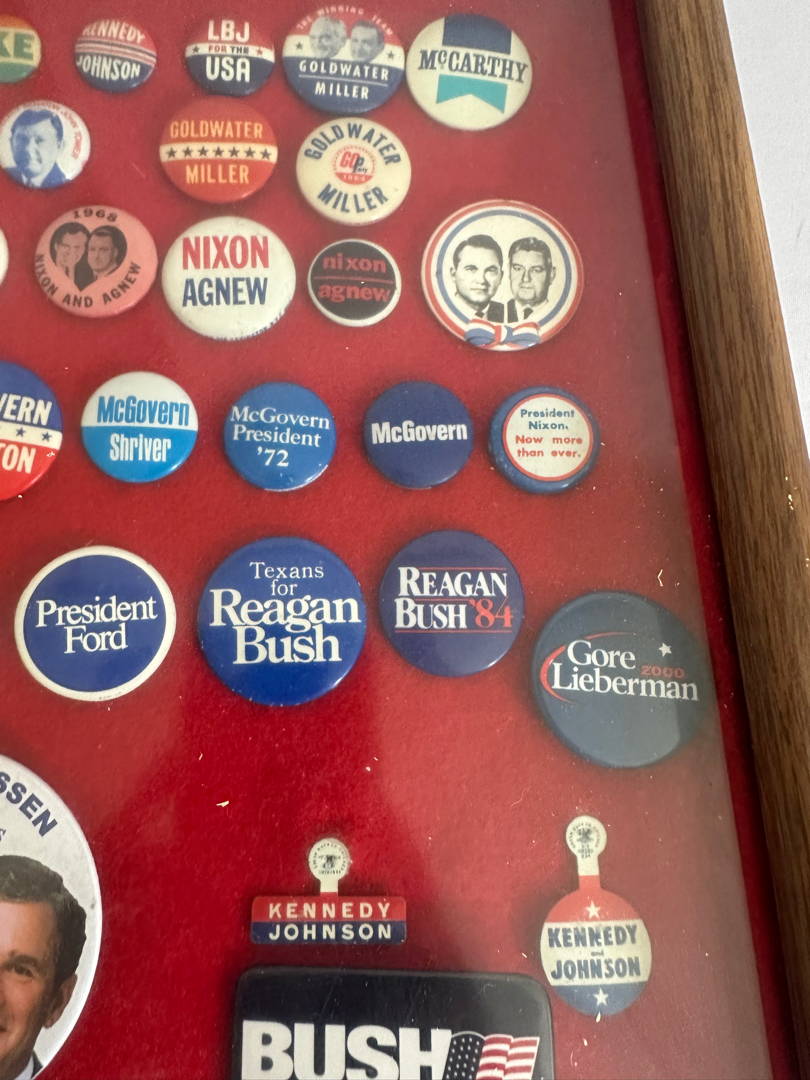 KE
KENNEDY
JOHNSON
LBJ
FOR THE
USA
THE WINNING TEAM
GOLDWATER
MILLER
McCARTHY
GOLDWATER
MILLER
GOLDWATER
GOP
MILLER
1968
NIXON AND AGNEW
NIXON
AGNEW
nixon
agnew
VERN
TON
McGovern
Shriver
McGovern
President
'72
McGovern
President
Nixon.
Now more
than ever.
President
Ford
Texans
for
Reagan
Bush
REAGAN
BUSH '84
Gore 2000
Lieberman
SSEN
S
KENNEDY
JOHNSON
KENNEDY
and
JOHNSON
BUSH